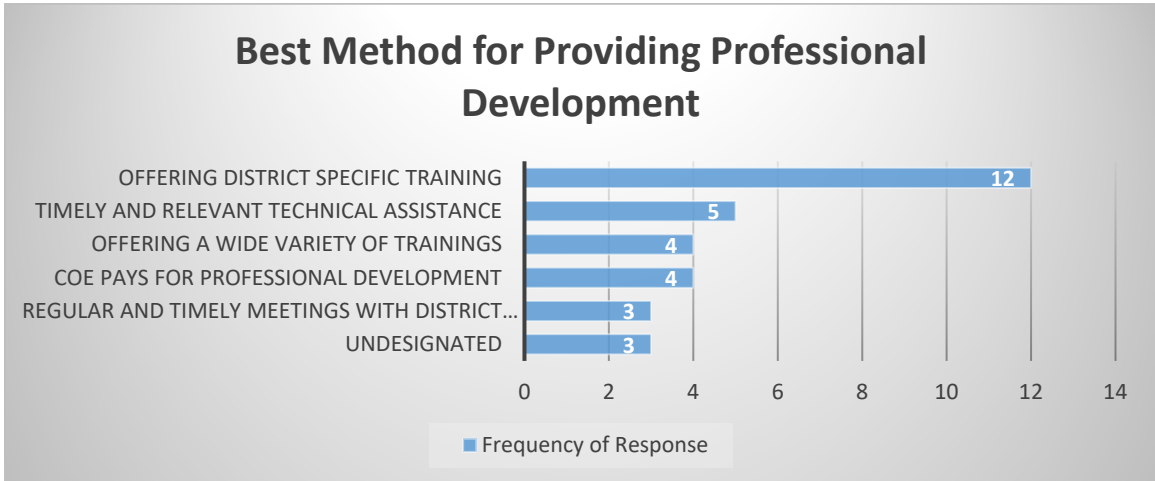 Best Method for Providing Professional
Development
OFFERING DISTRICT SPECIFIC TRAINING 12
TIMELY AND RELEVANT TECHNICAL ASSISTANCE 5
OFFERING A WIDE VARIETY OF TRAININGS 4
COE PAYS FOR PROFESSIONAL DEVELOPMENT 4
REGULAR AND TIMELY MEETINGS WITH DISTRICT… 3
UNDESIGNATED 3
0 2 4 6 8 10 12 14
Frequency of Response